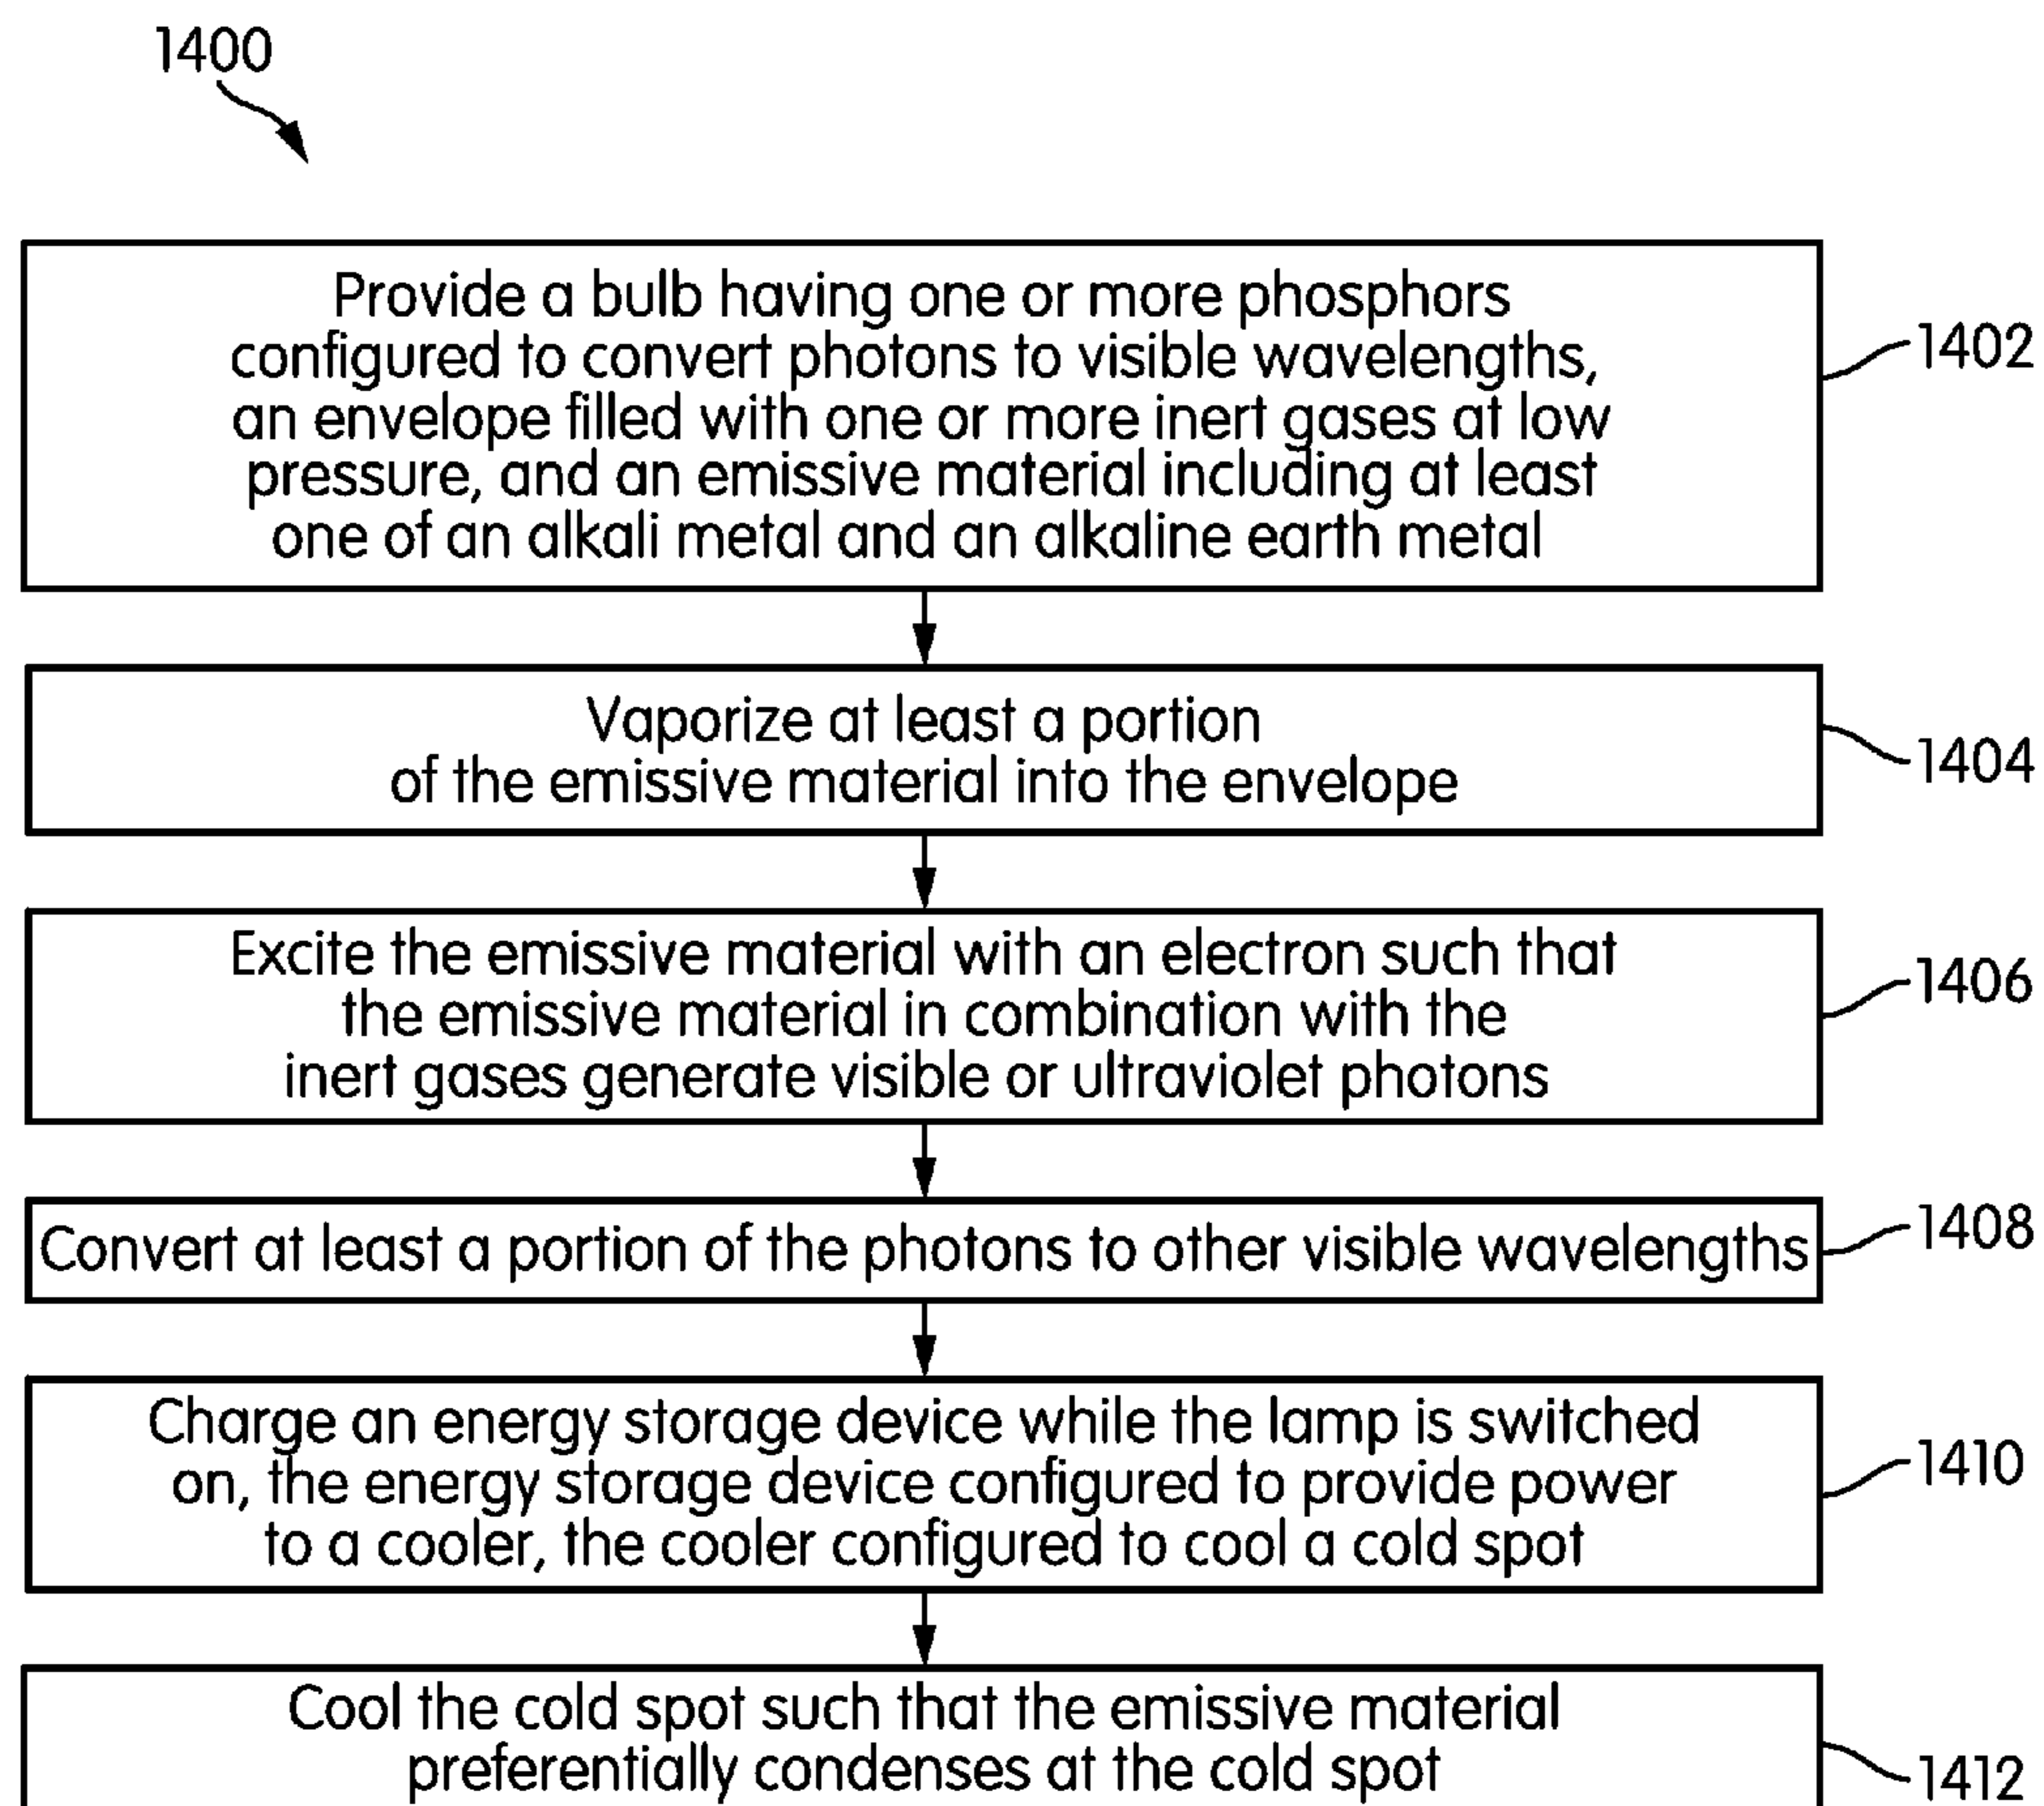 1400
Provide a bulb having one or more phosphors
configured to convert photons to visible wavelengths,
an envelope filled with one or more inert gases at low
pressure, and an emissive material including at least
one of an alkali metal and an alkaline earth metal
1402
Vaporize at least a portion
of the emissive material into the envelope
1404
Excite the emissive material with an electron such that
the emissive material in combination with the
inert gases generate visible or ultraviolet photons
1406
Convert at least a portion of the photons to other visible wavelengths
1408
Charge an energy storage device while the lamp is switched
on, the energy storage device configured to provide power
to a cooler, the cooler configured to cool a cold spot
1410
Cool the cold spot such that the emissive material
preferentially condenses at the cold spot
1412